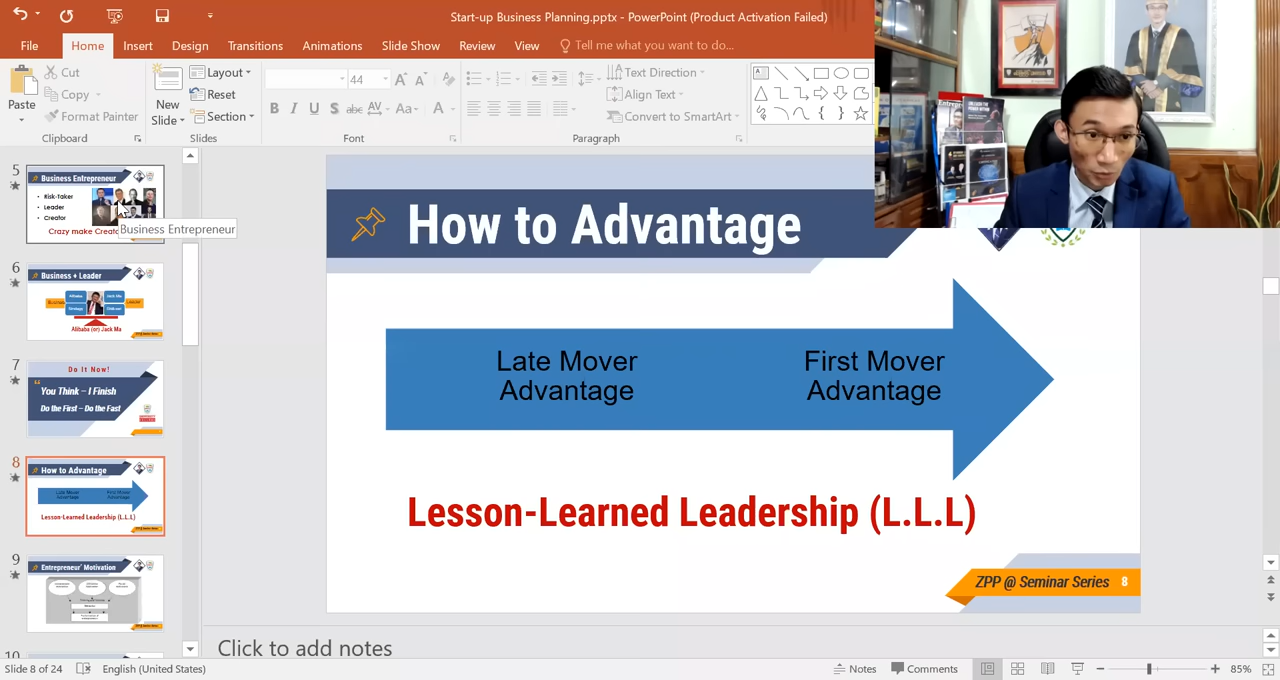 Start-up Business Planning.pptx - PowerPoint (Product Activation Failed)
File Home Insert Design Transitions Animations Slide Show Review View Tell me what you want to do...
Paste
Cut
Copy
Format Painter
Clipboard
New Slide
Layout
Reset
Section
Slides
44
B I U S abc AV Aa A
Font
Text Direction
Align Text
Convert to SmartArt
Paragraph
5
Business Entrepreneur
Risk-Taker
Leader
Creator
Business Entrepreneur
6
Business + Leader
Alibaba
Jack Ma
Alibaba (or) Jack Ma
7
Do It Now!
You Think – I Finish
Do the First – Do the Fast
8
How to Advantage
Late Mover Advantage
First Mover Advantage
Lesson-Learned Leadership (L.L.L)
9
Entrepreneur' Motivation
10
How to Advantage
Late Mover
Advantage
First Mover
Advantage
Lesson-Learned Leadership (L.L.L)
ZPP @ Seminar Series 8
Click to add notes
Slide 8 of 24 English (United States) Notes Comments 85%